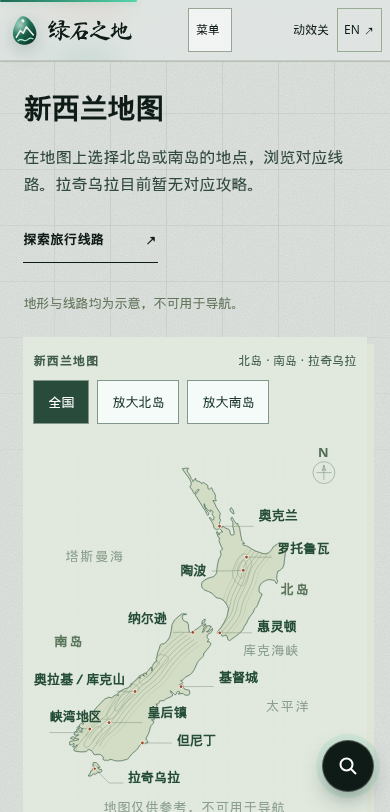 绿石之地
菜单
动效关
EN ↗
新西兰地图
在地图上选择北岛或南岛的地点，浏览对应线
路。拉奇乌拉目前暂无对应攻略。
探索旅行线路 ↗
地形与线路均为示意，不可用于导航。
新西兰地图
北岛 · 南岛 · 拉奇乌拉
全国
放大北岛
放大南岛
N
奥克兰
罗托鲁瓦
塔斯曼海
陶波
北岛
纳尔逊
惠灵顿
南岛
库克海峡
奥拉基 / 库克山
基督城
太平洋
峡湾地区
皇后镇
但尼丁
拉奇乌拉
地图仅供参考，不可用于导航